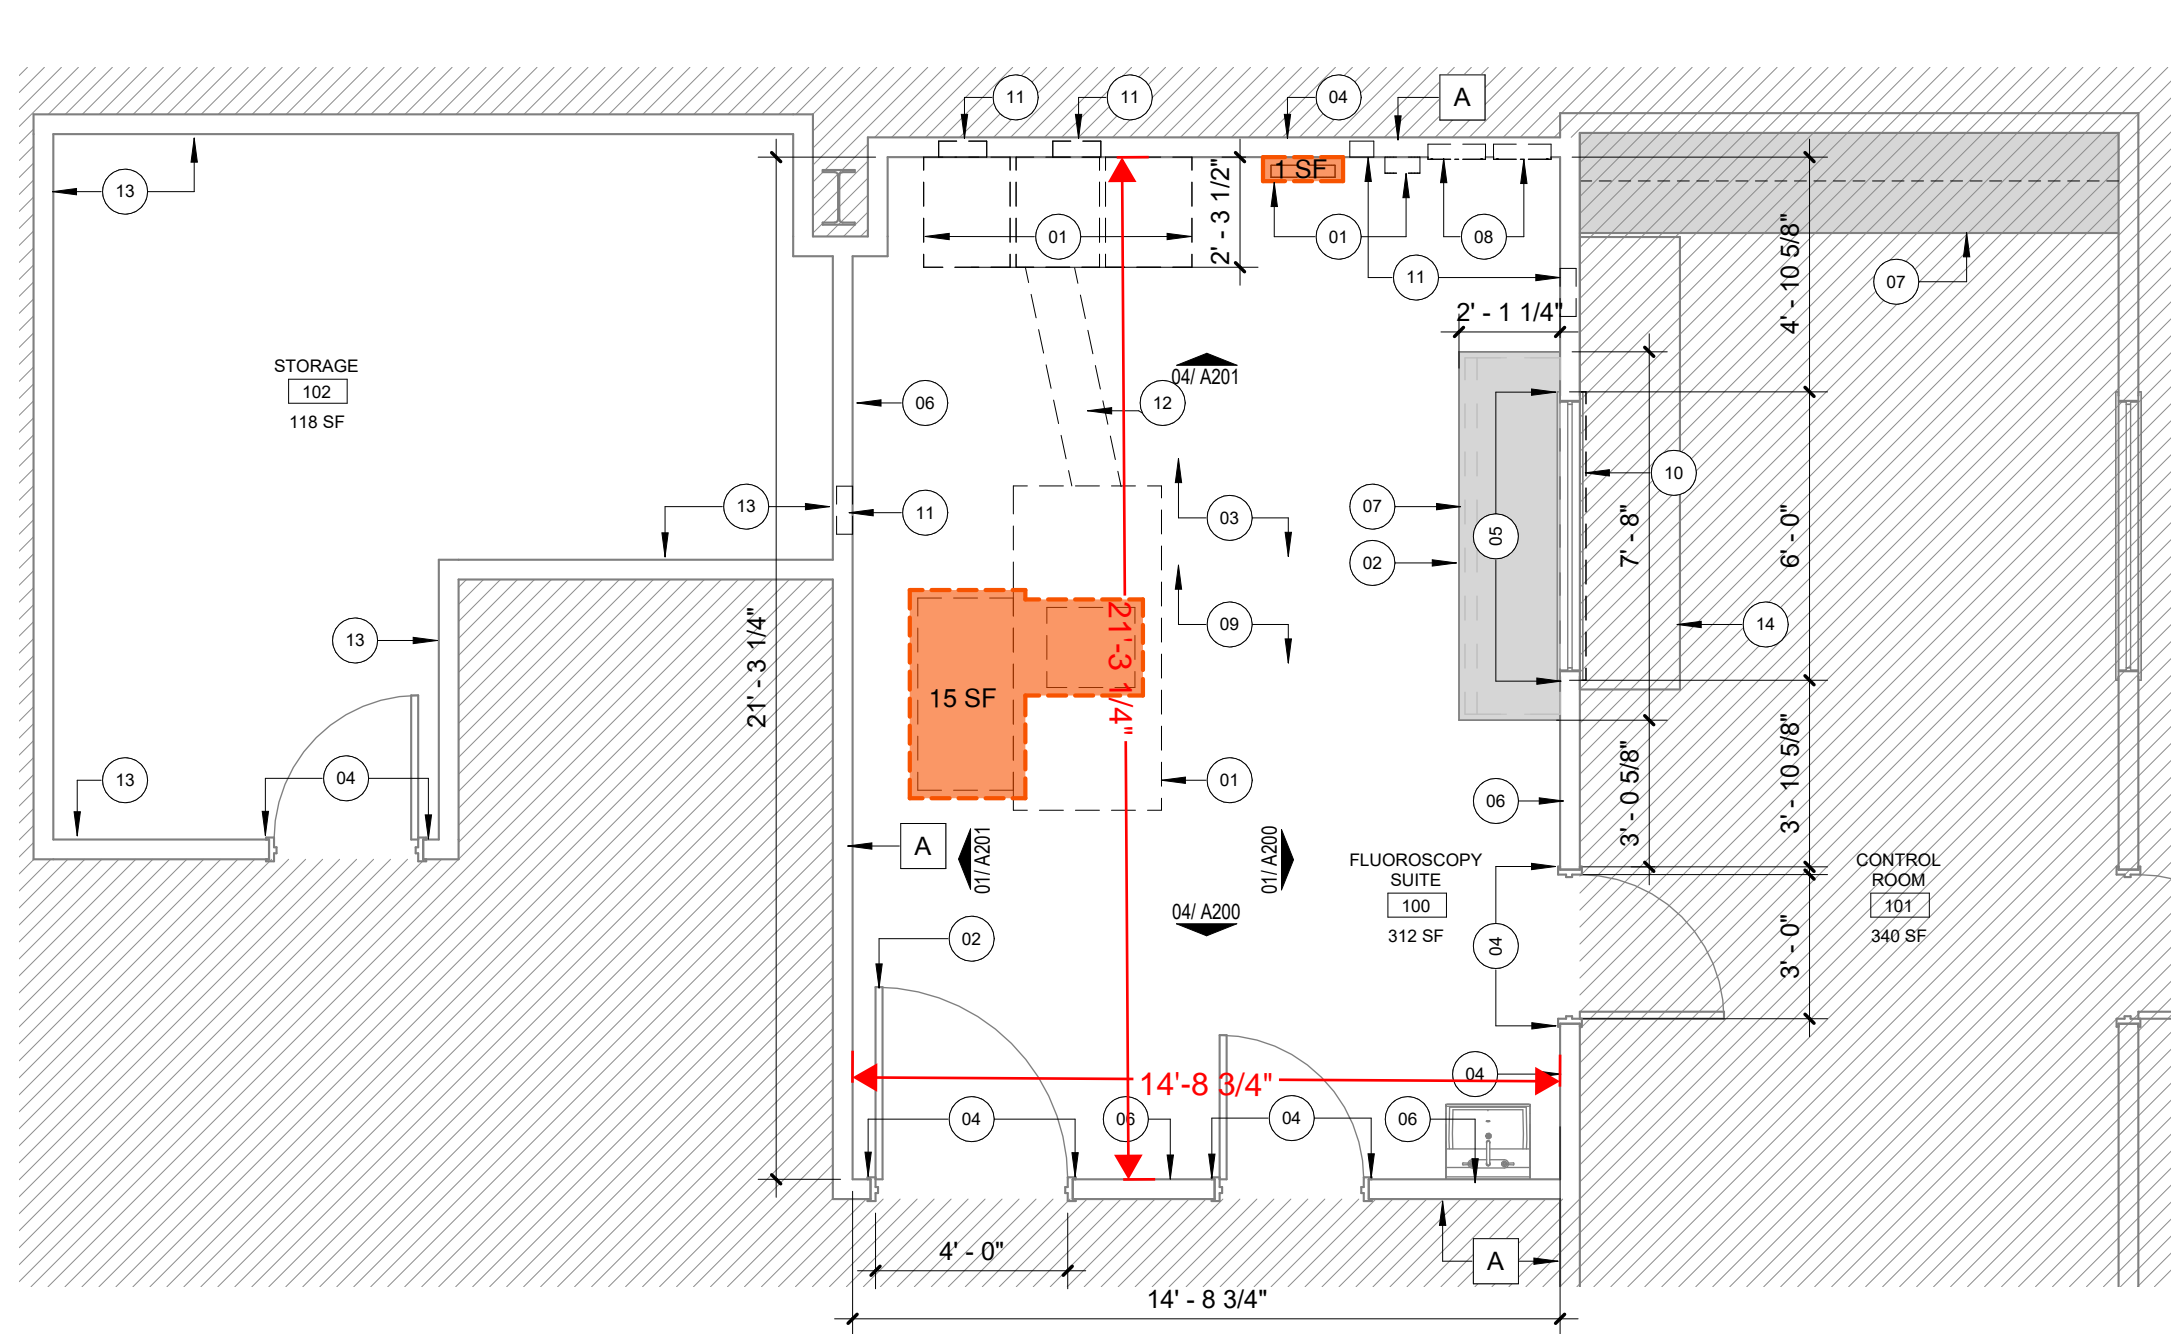 11
11
04
A
1 SF
13
2' - 3 1/2"
01
01
08
4' - 10 5/8"
11
07
2' - 1 1/4"
STORAGE
102
118 SF
04/ A201
06
12
10
13
11
03
07
05
7' - 8"
6' - 0"
02
21' - 3 1/4"
13
21'-3 1/4"
09
14
15 SF
13
04
01
3' - 0 5/8"
3' - 10 5/8"
06
A
01/ A201
01/ A200
FLUOROSCOPY
SUITE
100
312 SF
CONTROL
ROOM
101
340 SF
04/ A200
02
04
3' - 0"
14'-8 3/4"
04
04
06
04
06
4' - 0"
A
14' - 8 3/4"